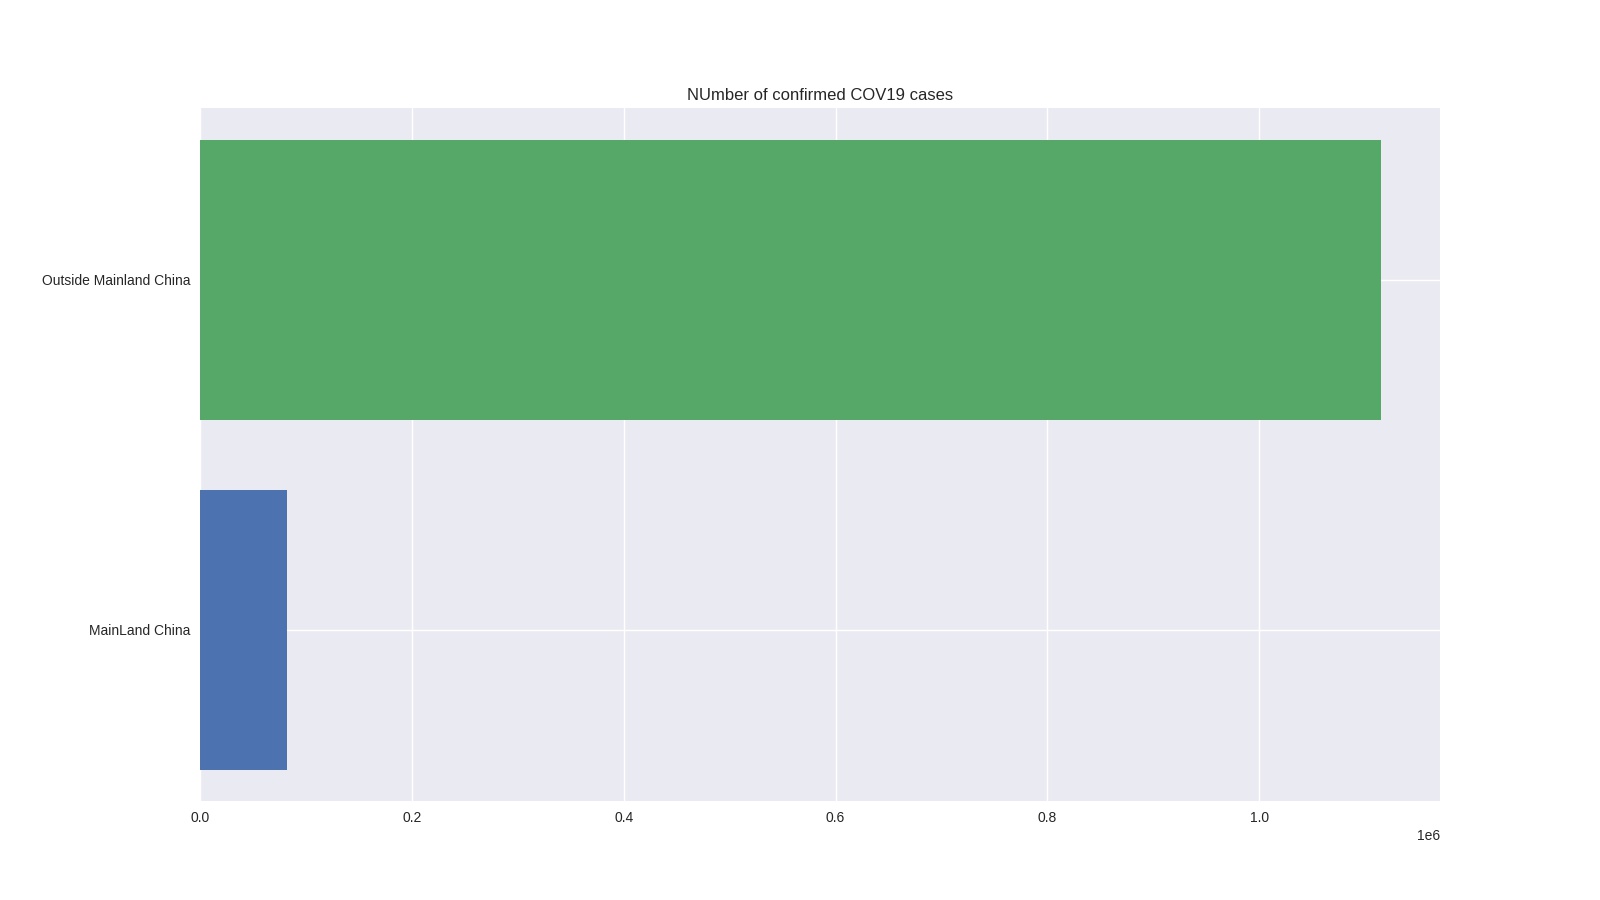 NUmber of confirmed COV19 cases
Outside Mainland China
MainLand China
0.0 0.2 0.4 0.6 0.8 1.0
1e6